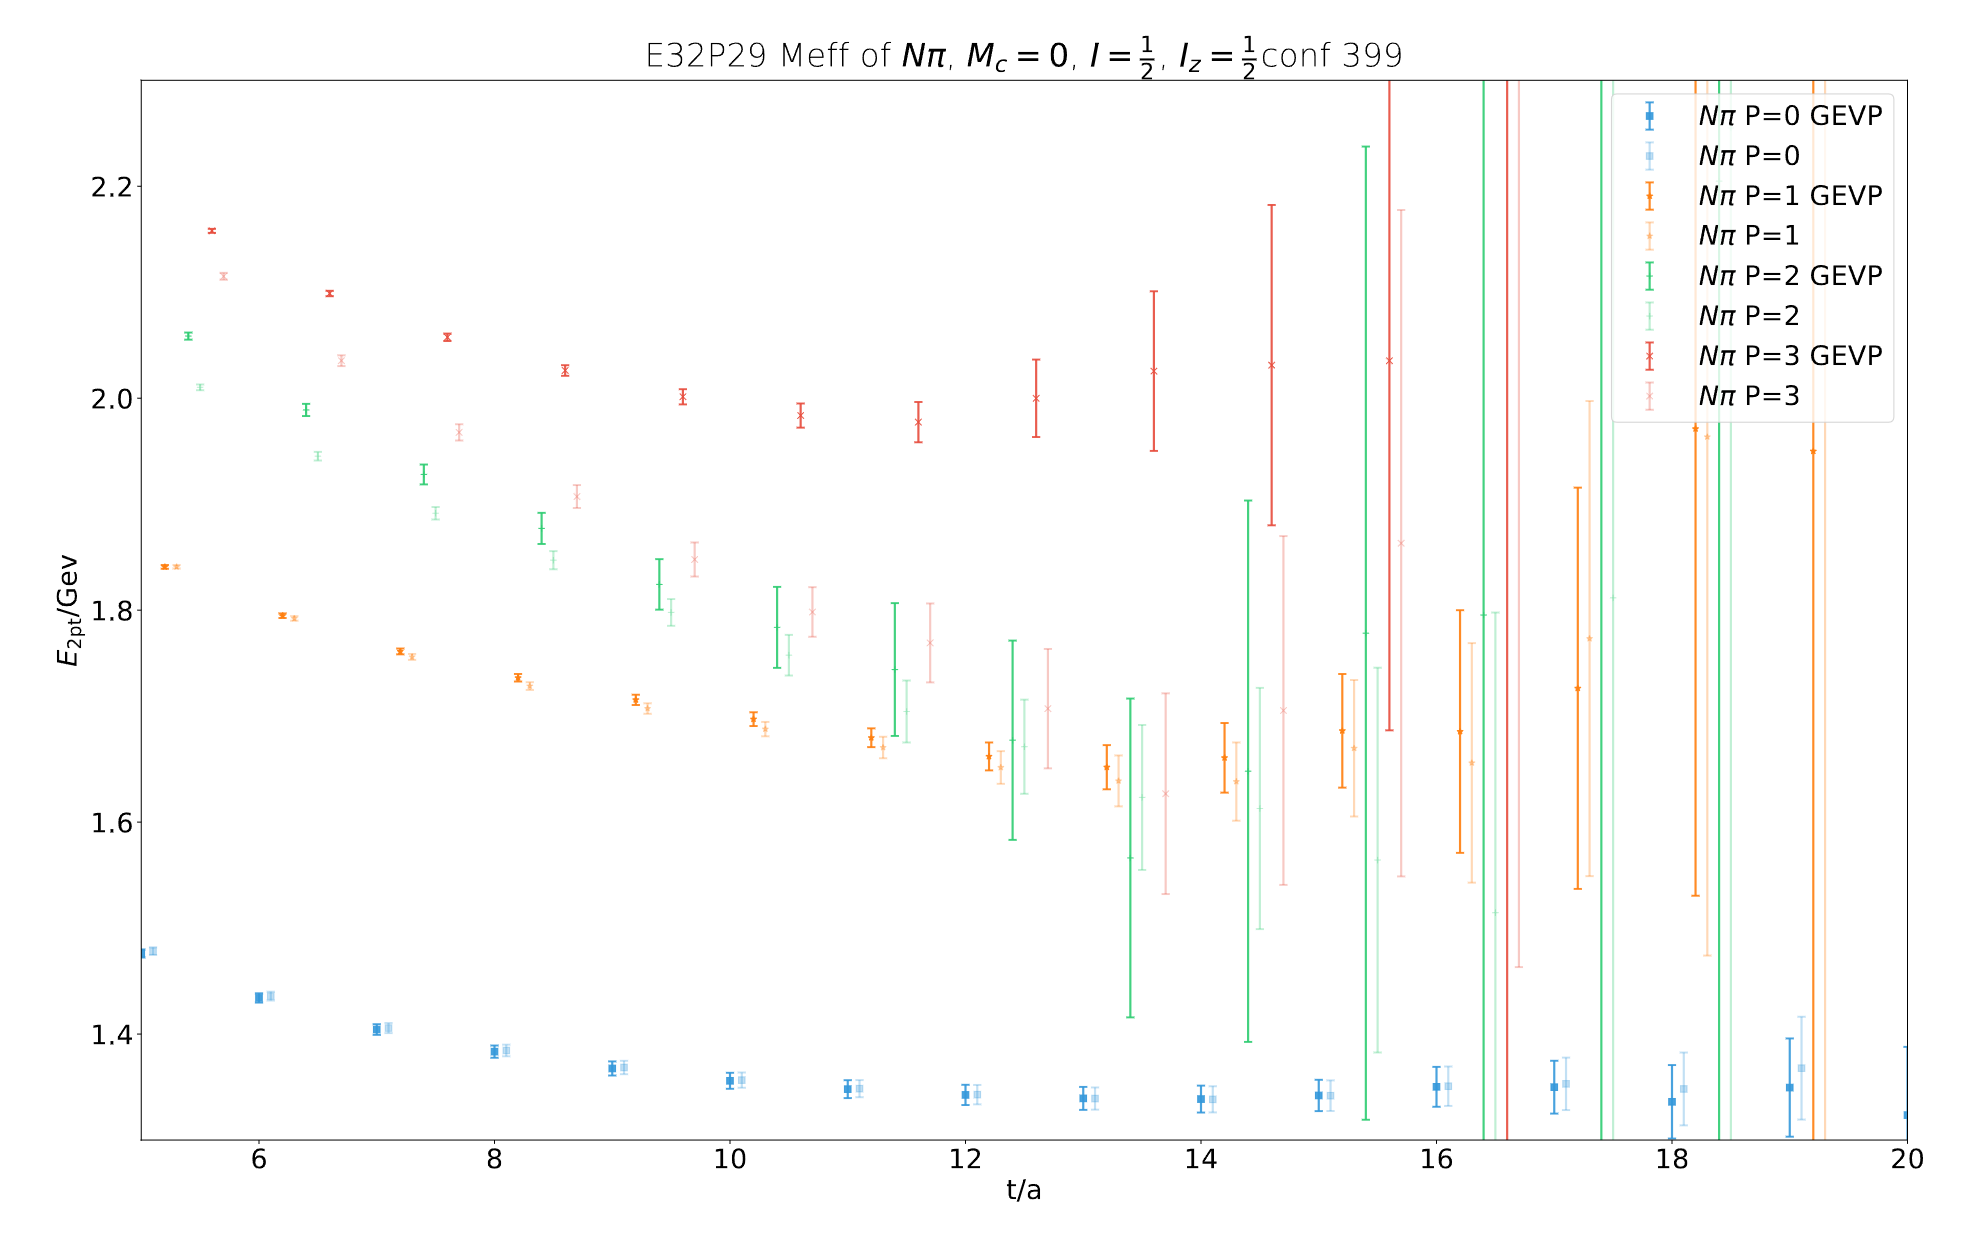 E32P29 Meff of Nπ, M_c = 0, I = 1/2, I_z = 1/2 conf 399
E_2pt/Gev
2.2
2.0
1.8
1.6
1.4
6 8 10 12 14 16 18 20
t/a
Nπ P=0 GEVP
Nπ P=0
Nπ P=1 GEVP
Nπ P=1
Nπ P=2 GEVP
Nπ P=2
Nπ P=3 GEVP
Nπ P=3